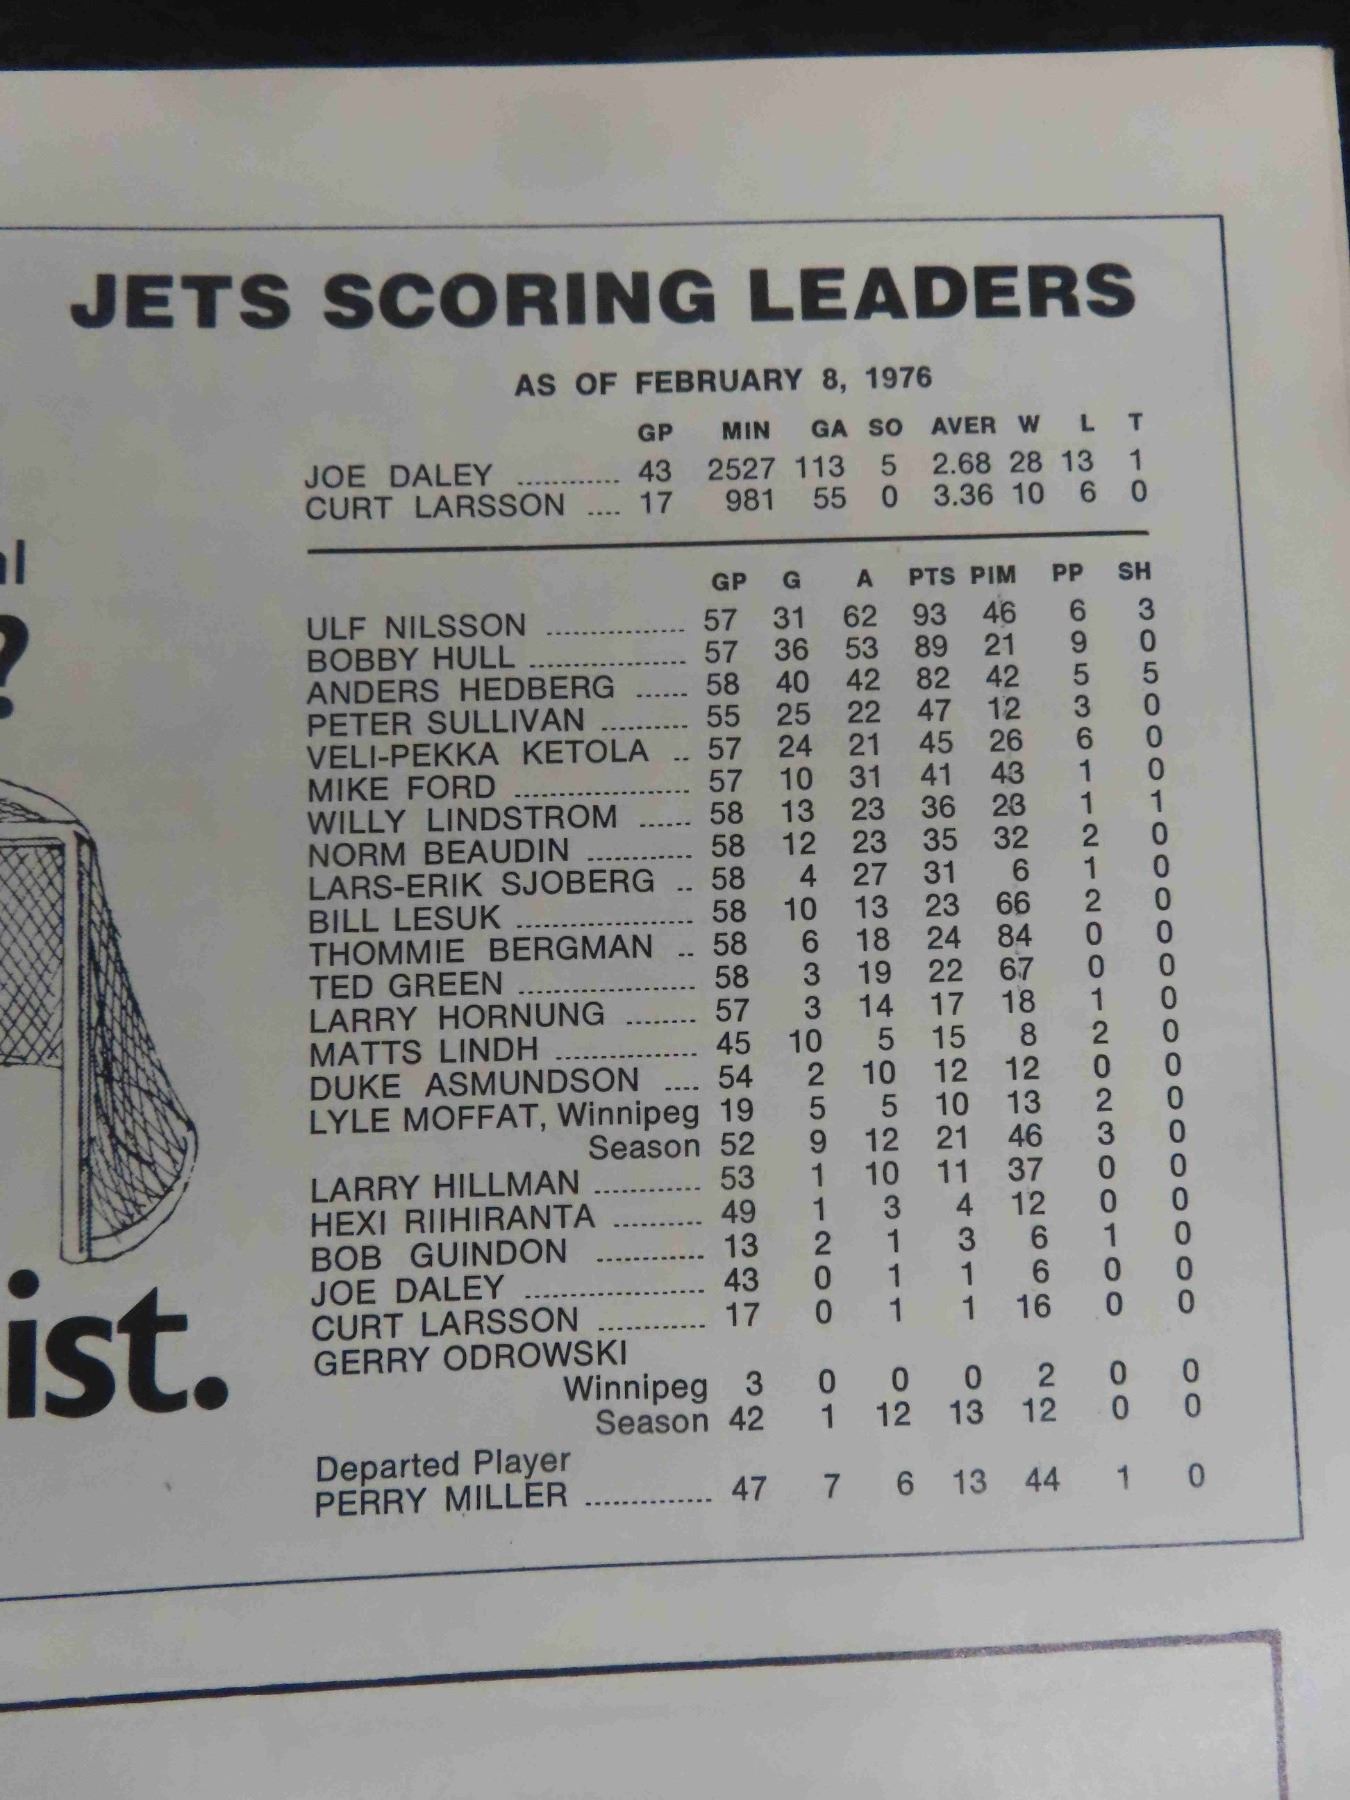 JETS SCORING LEADERS
AS OF FEBRUARY 8, 1976
GP MIN GA SO AVER W L T
JOE DALEY ............ 43 2527 113 5 2.68 28 13 1
CURT LARSSON .... 17 981 55 0 3.36 10 6 0
GP G A PTS PIM PP SH
ULF NILSSON ................ 57 31 62 93 46 6 3
BOBBY HULL .................. 57 36 53 89 21 9 0
ANDERS HEDBERG ...... 58 40 42 82 42 5 5
PETER SULLIVAN .......... 55 25 22 47 12 3 0
VELI-PEKKA KETOLA .. 57 24 21 45 26 6 0
MIKE FORD .................... 57 10 31 41 43 1 0
WILLY LINDSTROM ...... 58 13 23 36 23 1 1
NORM BEAUDIN ............ 58 12 23 35 32 2 0
LARS-ERIK SJOBERG .. 58 4 27 31 6 1 0
BILL LESUK .................... 58 10 13 23 66 2 0
THOMMIE BERGMAN .. 58 6 18 24 84 0 0
TED GREEN .................... 58 3 19 22 67 0 0
LARRY HORNUNG ........ 57 3 14 17 18 1 0
MATTS LINDH ................ 45 10 5 15 8 2 0
DUKE ASMUNDSON .... 54 2 10 12 12 0 0
LYLE MOFFAT, Winnipeg 19 5 5 10 13 2 0
Season 52 9 12 21 46 3 0
LARRY HILLMAN ............ 53 1 10 11 37 0 0
HEXI RIIHIRANTA .......... 49 1 3 4 12 0 0
BOB GUINDON ............ 13 2 1 3 6 1 0
JOE DALEY .................... 43 0 1 1 6 0 0
CURT LARSSON ............ 17 0 1 1 16 0 0
GERRY ODROWSKI
Winnipeg 3 0 0 0 2 0 0
Season 42 1 12 13 12 0 0
Departed Player
PERRY MILLER .............. 47 7 6 13 44 1 0
?
ist.